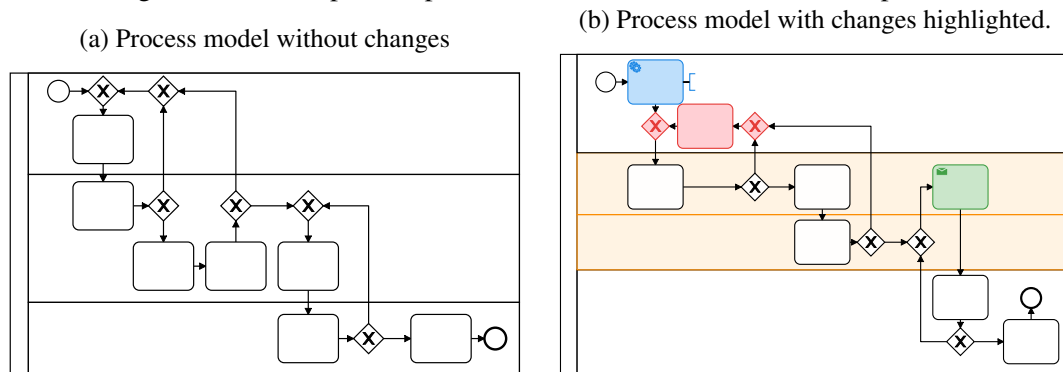 (a) Process model without changes
(b) Process model with changes highlighted.
X
X
X
X
X
X
X
X
X
X
X
X